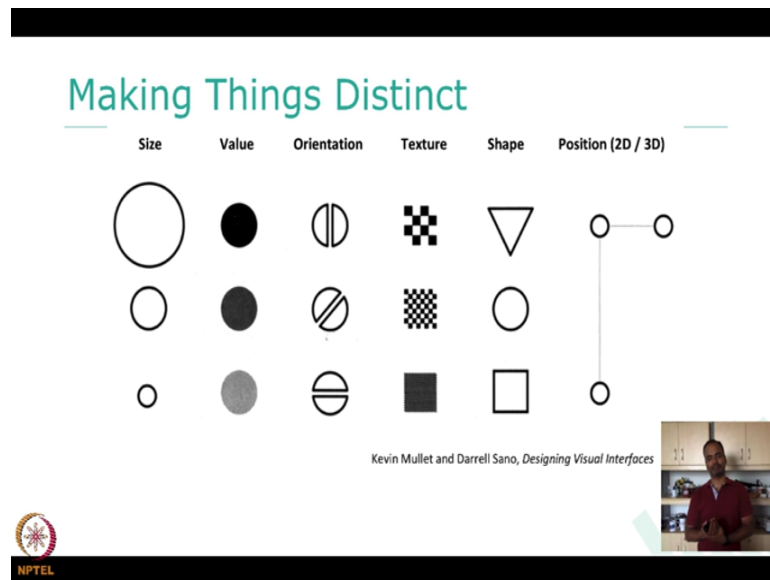 Making Things Distinct
Size Value Orientation Texture Shape Position (2D / 3D)
Kevin Mullet and Darrell Sano, Designing Visual Interfaces
NPTEL